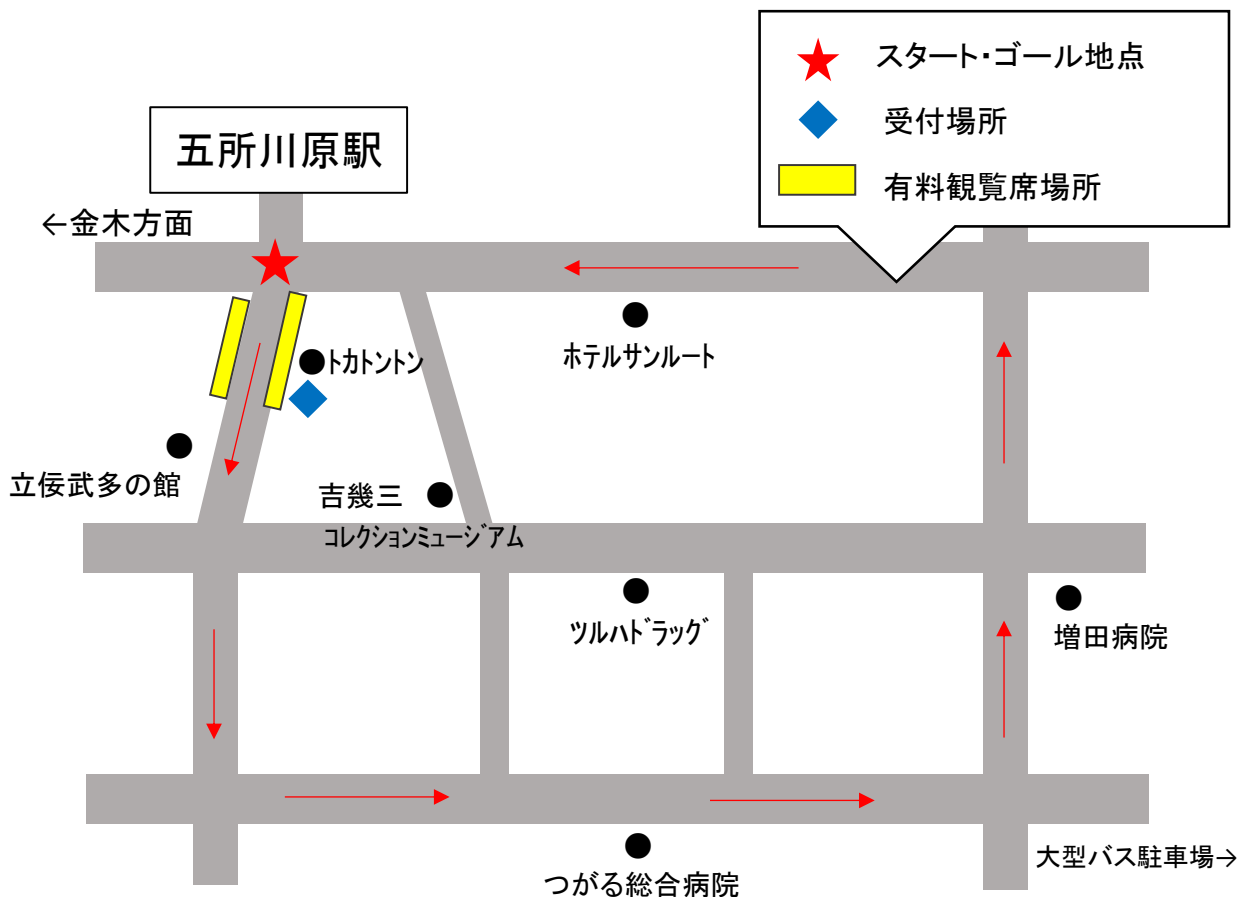 スタート・ゴール地点
受付場所
有料観覧席場所
五所川原駅
←金木方面
ホテルサンルート
ﾄｶﾄﾝﾄﾝ
立佞武多の館
吉幾三
ｺﾚｸｼｮﾝﾐｭｰｼﾞｱﾑ
ﾂﾙﾊﾄﾞﾗｯｸﾞ
増田病院
大型バス駐車場→
つがる総合病院